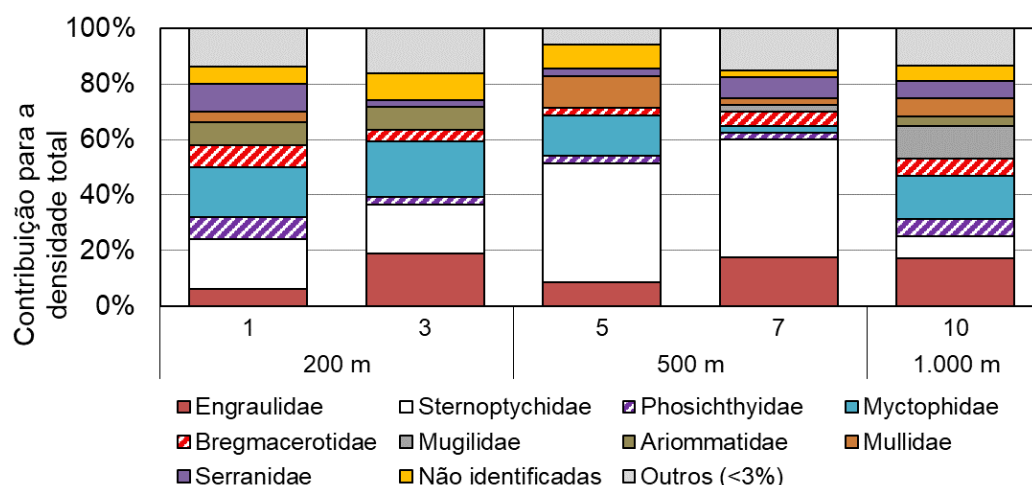 Contribuição para a
densidade total
100%
80%
60%
40%
20%
0%
1 3 5 7 10
200 m 500 m 1.000 m
Engraulidae Sternoptychidae Phosichthyidae Myctophidae
Bregmacerotidae Mugilidae Ariommatidae Mullidae
Serranidae Não identificadas Outros (<3%)